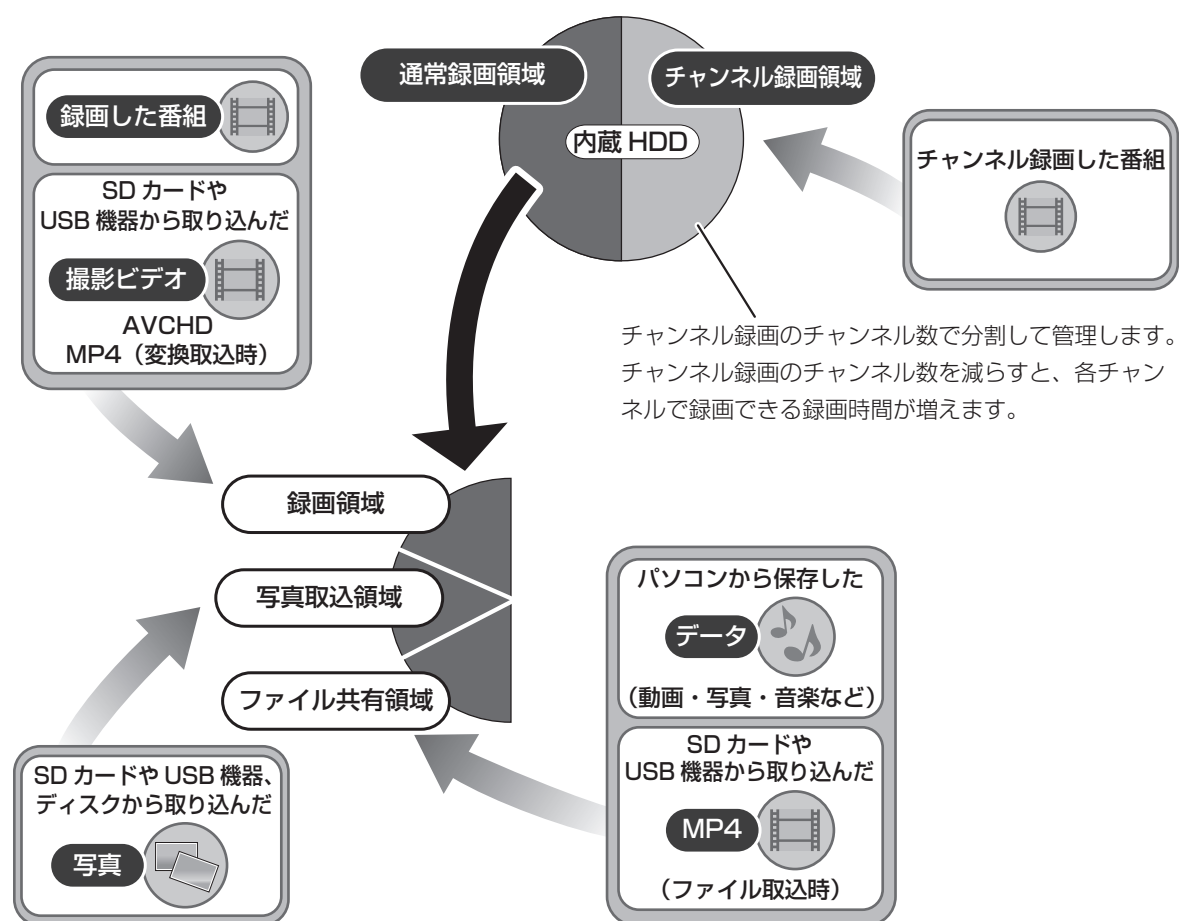 通常録画領域
チャンネル録画領域
内蔵 HDD
録画した番組
SD カードや
USB 機器から取り込んだ
撮影ビデオ
AVCHD
MP4（変換取込時）
チャンネル録画した番組
チャンネル録画のチャンネル数で分割して管理します。
チャンネル録画のチャンネル数を減らすと、各チャン
ネルで録画できる録画時間が増えます。
録画領域
写真取込領域
ファイル共有領域
パソコンから保存した
データ
（動画・写真・音楽など）
SD カードや
USB 機器から取り込んだ
MP4
（ファイル取込時）
SD カードや USB 機器、
ディスクから取り込んだ
写真